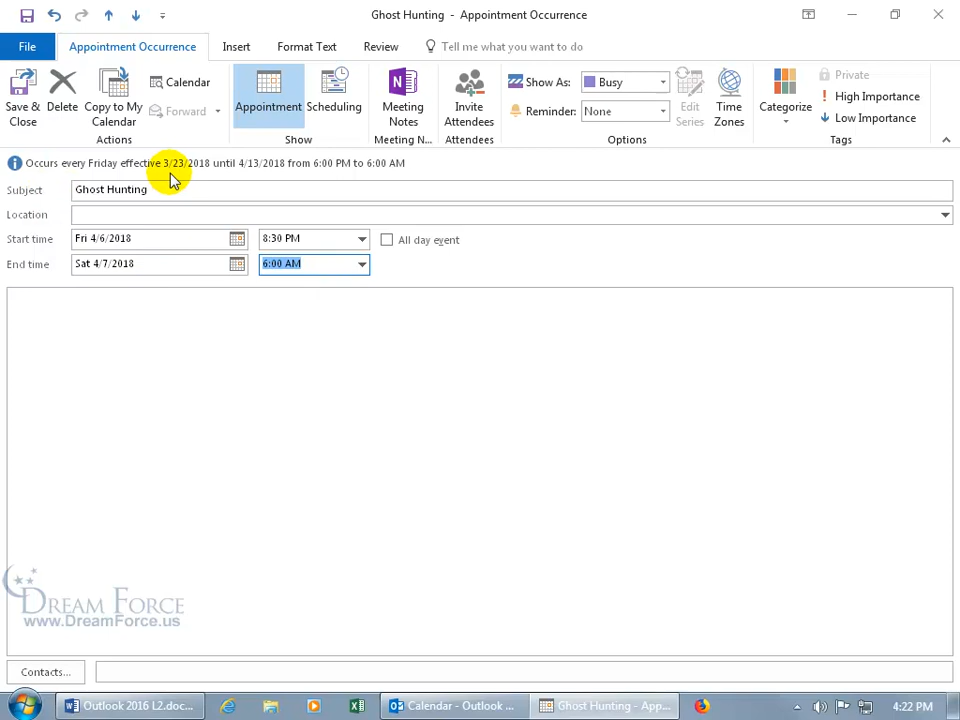 Ghost Hunting - Appointment Occurrence
File Appointment Occurrence Insert Format Text Review Tell me what you want to do
Save & Close
Delete
Copy to My Calendar
Calendar
Forward
Actions
Appointment
Scheduling
Show
Meeting Notes
Meeting N...
Invite Attendees
Attendees
Show As: Busy
Reminder: None
Edit Series
Time Zones
Options
Categorize
Private
High Importance
Low Importance
Tags
Occurs every Friday effective 3/23/2018 until 4/13/2018 from 6:00 PM to 6:00 AM
Subject Ghost Hunting
Location
Start time Fri 4/6/2018 8:30 PM All day event
End time Sat 4/7/2018 6:00 AM
DREAM FORCE
www.DreamForce.us
Contacts...
Outlook 2016 L2.doc... Calendar - Outlook ... Ghost Hunting - App... 4:22 PM